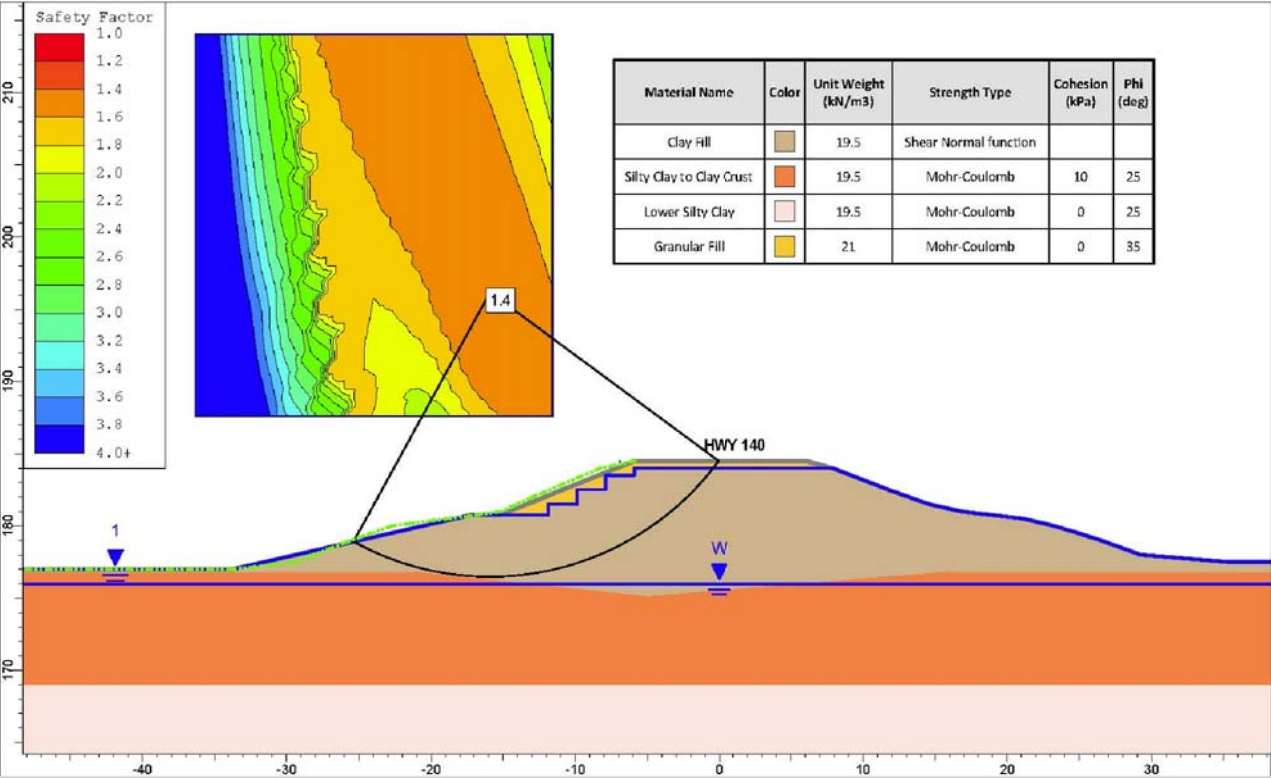 Safety Factor
1.0
1.2
1.4
1.6
1.8
2.0
2.2
2.4
2.6
2.8
3.0
3.2
3.4
3.6
3.8
4.0+
Material Name Color Unit Weight (kN/m3) Strength Type Cohesion (kPa) Phi (deg)
Clay Fill 19.5 Shear Normal function
Silty Clay to Clay Crust 19.5 Mohr-Coulomb 10 25
Lower Silty Clay 19.5 Mohr-Coulomb 0 25
Granular Fill 21 Mohr-Coulomb 0 35
1.4
HWY 140
1
W
210
200
190
180
170
-40 -30 -20 -10 0 10 20 30